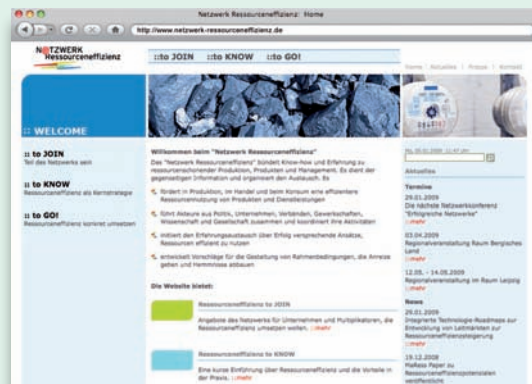 Netzwerk Ressourceneffizienz: Home
http://www.netzwerk-ressourceneffizienz.de
NETZWERK
Ressourceneffizienz
::to JOIN ::to KNOW ::to GO!
Home | Aktuelles | Presse | Kontakt
:: WELCOME
:: to JOIN
Teil des Netzwerks sein
:: to KNOW
Ressourceneffizienz als Kernstrategie
:: to GO!
Ressourceneffizienz konkret umsetzen
Willkommen beim "Netzwerk Ressourceneffizienz"
Das "Netzwerk Ressourceneffizienz" bündelt Know-how und Erfahrung zu
ressourcenschonender Produktion, Produkten und Management. Es dient der
gegenseitigen Information und organisiert den Austausch. Es
fördert in Produktion, im Handel und beim Konsum eine effizientere
Ressourcennutzung von Produkten und Dienstleistungen
führt Akteure aus Politik, Unternehmen, Verbänden, Gewerkschaften,
Wissenschaft und Gesellschaft zusammen und koordiniert ihre Aktivitäten
initiiert den Erfahrungsaustausch über Erfolg versprechende Ansätze,
Ressourcen effizient zu nutzen
entwickelt Vorschläge für die Gestaltung von Rahmenbedingungen, die Anreize
geben und Hemmnisse abbauen
Die Website bietet:
Ressourceneffizienz to JOIN
Angebote des Netzwerks für Unternehmen und Multiplikatoren, die
Ressourceneffizienz umsetzen wollen. ::mehr
Ressourceneffizienz to KNOW
Eine kurze Einführung über Ressourceneffizienz und die Vorteile in
der Praxis. ::mehr
Aktuelles
Termine
29.01.2009
Die nächste Netzwerkkonferenz
"Erfolgreiche Netzwerke"
::mehr
03.04.2009
Regionalveranstaltung Raum Bergisches
Land
::mehr
12.05. - 14.05.2009
Regionalveranstaltung im Raum Leipzig
::mehr
News
29.01.2009
Integrierte Technologie-Roadmaps zur
Entwicklung von Leitmärkten zur
Ressourceneffizienzsteigerung
::mehr
19.12.2008
MaRess Paper zu
Ressourceneffizienzpotenzialen
veröffentlicht